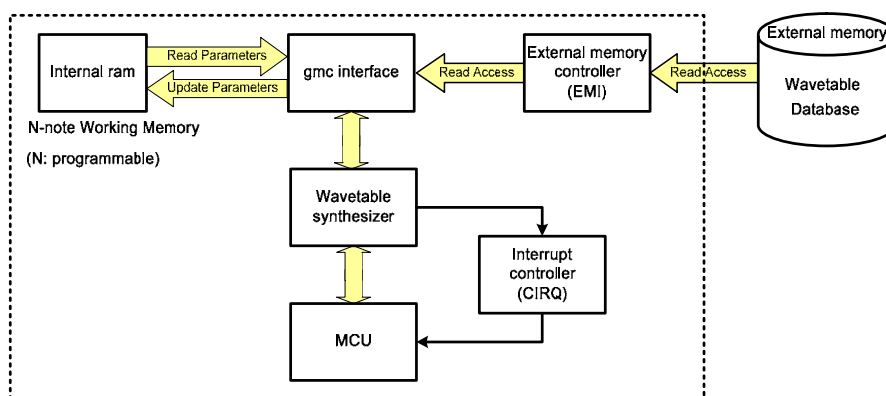 Internal ram
Read Parameters
Update Parameters
gmc interface
Read Access
External memory
controller
(EMI)
Read Access
External memory
Wavetable
Database
N-note Working Memory
(N: programmable)
Wavetable
synthesizer
Interrupt
controller
(CIRQ)
MCU